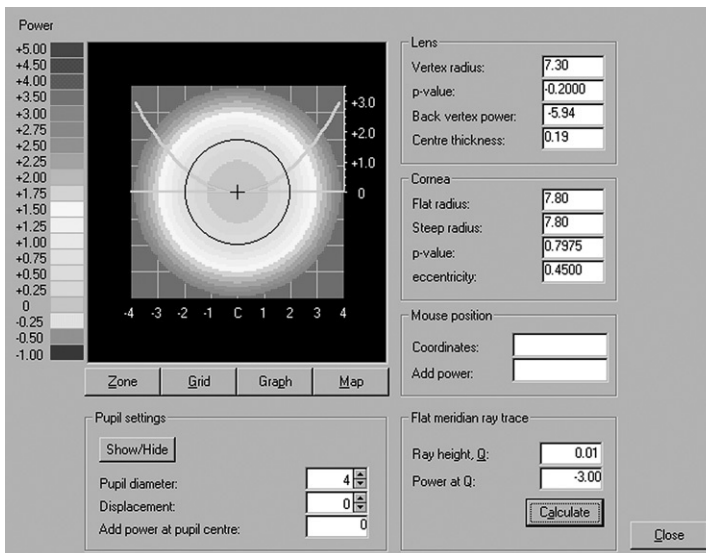 Power
+5.00
+4.50
+4.00
+3.50
+3.00
+2.75
+2.50
+2.25
+2.00
+1.75
+1.50
+1.25
+1.00
+0.75
+0.50
+0.25
0
-0.25
-0.50
-1.00
+3.0
+2.0
+1.0
0
-4 -3 -2 -1 C 1 2 3 4
Zone Grid Graph Map
Pupil settings
Show/Hide
Pupil diameter: 4
Displacement: 0
Add power at pupil centre: 0
Lens
Vertex radius: 7.30
p-value: -0.2000
Back vertex power: -5.94
Centre thickness: 0.19
Cornea
Flat radius: 7.80
Steep radius: 7.80
p-value: 0.7975
eccentricity: 0.4500
Mouse position
Coordinates:
Add power:
Flat meridian ray trace
Ray height, Q: 0.01
Power at Q: -3.00
Calculate
Close